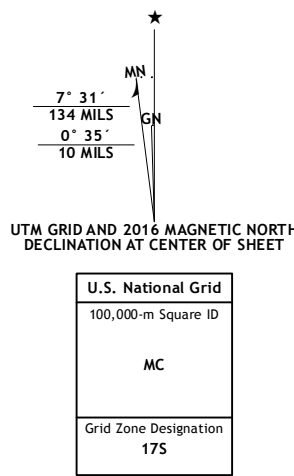 ★
MN
7° 31´
134 MILS
GN
0° 35´
10 MILS
UTM GRID AND 2016 MAGNETIC NORTH
DECLINATION AT CENTER OF SHEET
U.S. National Grid
100,000-m Square ID
MC
Grid Zone Designation
17S